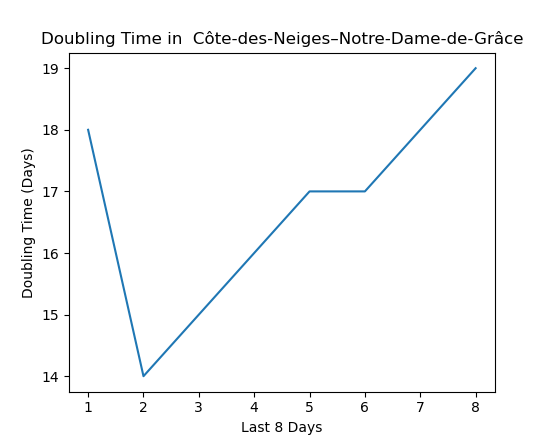 Doubling Time in  Côte-des-Neiges–Notre-Dame-de-Grâce
19
18
17
16
15
14
Doubling Time (Days)
1 2 3 4 5 6 7 8
Last 8 Days